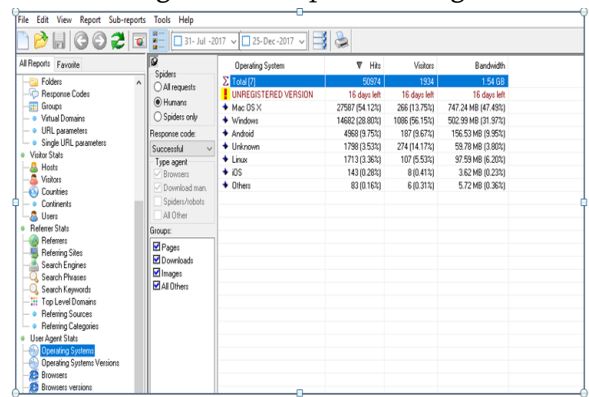 File Edit View Report Sub-reports Tools Help
31- Jul -2017
25-Dec -2017
All Reports Favorite
Folders
Response Codes
Groups
Virtual Domains
URL parameters
Single URL parameters
Visitor Stats
Hosts
Visitors
Countries
Continents
Users
Referrer Stats
Referrers
Referring Sites
Search Engines
Search Phrases
Search Keywords
Top Level Domains
Referring Sources
Referring Categories
User Agent Stats
Operating Systems
Operating Systems Versions
Browsers
Browsers versions
Spiders
All requests
Humans
Spiders only
Response code:
Successful
Type agent
Browsers
Download man.
Spiders/robots
All Other
Groups:
Pages
Downloads
Images
All Others
Operating System Hits Visitors Bandwidth
Σ Total [7] 50974 1934 1.54 GB
! UNREGISTERED VERSION 16 days left 16 days left 16 days left
Mac OS X 27587 (54.12%) 266 (13.75%) 747.24 MB (47.49%)
Windows 14682 (28.80%) 1086 (56.15%) 502.99 MB (31.97%)
Android 4968 (9.75%) 187 (9.67%) 156.53 MB (9.95%)
Unknown 1798 (3.53%) 274 (14.17%) 59.78 MB (3.80%)
Linux 1713 (3.36%) 107 (5.53%) 97.59 MB (6.20%)
iOS 143 (0.28%) 8 (0.41%) 3.62 MB (0.23%)
Others 83 (0.16%) 6 (0.31%) 5.72 MB (0.36%)